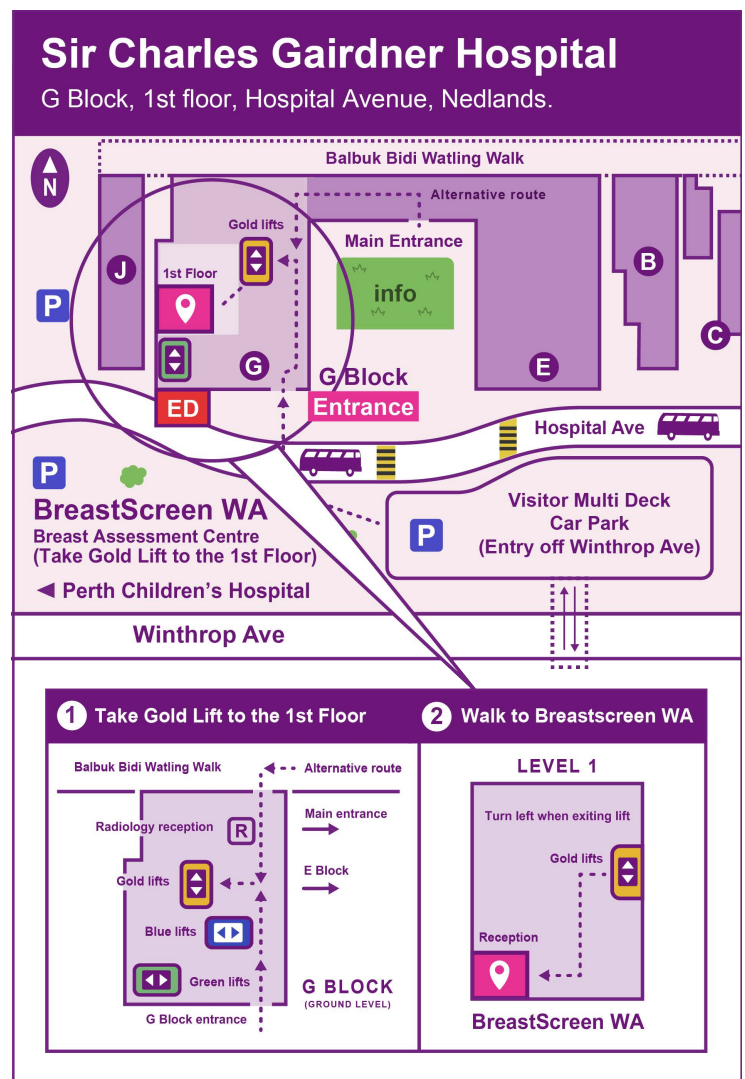 Sir Charles Gairdner Hospital
G Block, 1st floor, Hospital Avenue, Nedlands.
Balbuk Bidi Watling Walk
N
Alternative route
Gold lifts
Main Entrance
J
1st Floor
B
P
info
C
G
E
G Block
ED
Entrance
Hospital Ave
P
BreastScreen WA
Breast Assessment Centre
(Take Gold Lift to the 1st Floor)
Visitor Multi Deck
Car Park
(Entry off Winthrop Ave)
P
Perth Children's Hospital
Winthrop Ave
1 Take Gold Lift to the 1st Floor
Balbuk Bidi Watling Walk
Alternative route
Main entrance
Radiology reception
R
E Block
Gold lifts
Blue lifts
Green lifts
G BLOCK
(GROUND LEVEL)
G Block entrance
2 Walk to Breastscreen WA
LEVEL 1
Turn left when exiting lift
Gold lifts
Reception
BreastScreen WA